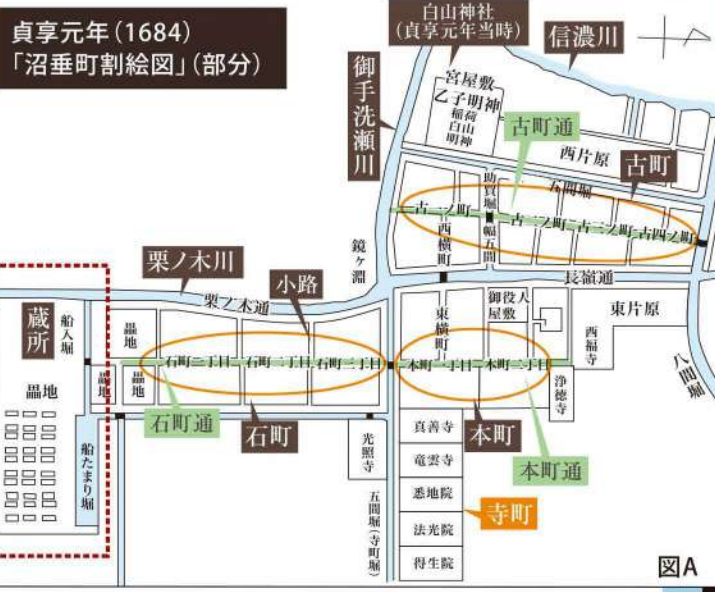 貞享元年(1684)
「沼垂町割絵図」(部分)
白山神社
(貞享元年当時)
信濃川
御手洗瀬川
宮屋敷
乙子明神
稲荷
白山
明神
古町通
西片原
古町
五間堀
助買堀
幅五間
古一ノ町
古二ノ町
古三ノ町
古四ノ町
西横町
鏡ヶ淵
長嶺通
栗ノ木川
栗ノ木通
小路
東横町
御役人
屋敷
東片原
西福寺
八間堀
蔵所
船入堀
畾地
畾地
畾地
畾地
石町三丁目
石町二丁目
石町一丁目
本町一丁目
本町二丁目
浄徳寺
石町通
石町
本町
本町通
船たまり堀
光照寺
五間堀(寺町堀)
真善寺
竜雲寺
悉地院
法光院
得生院
寺町
図A